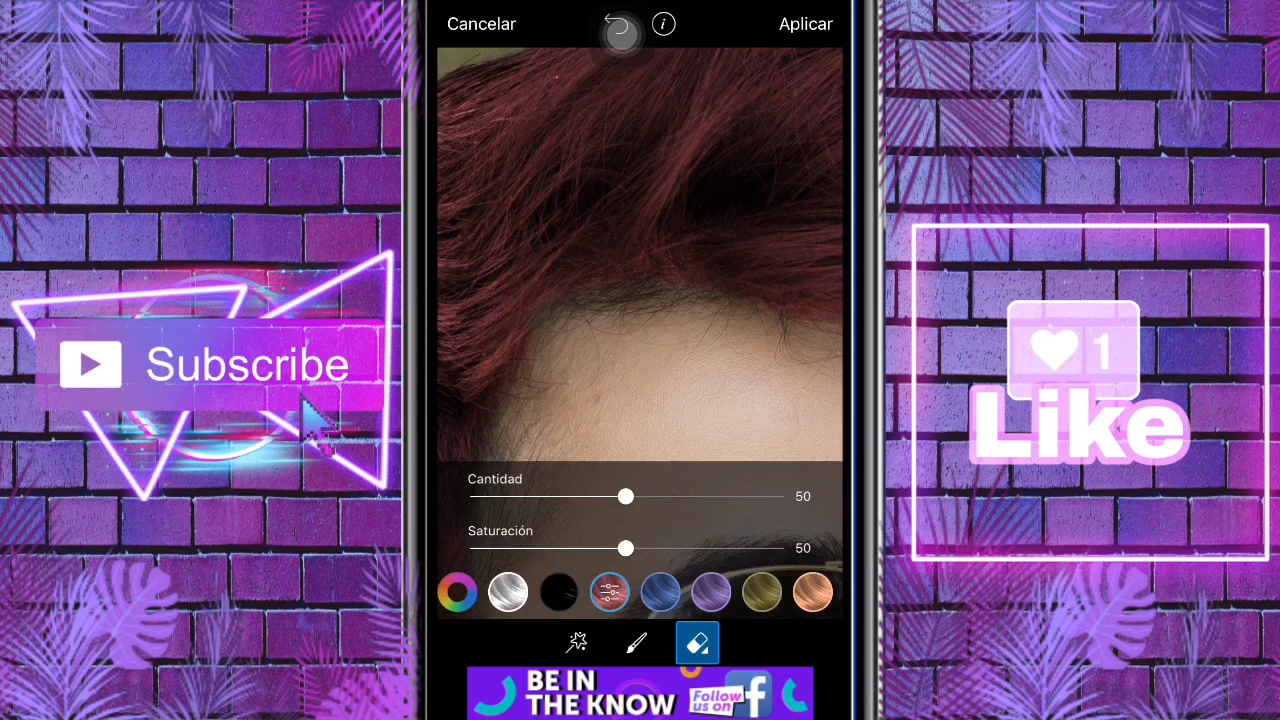 Cancelar
Aplicar
Subscribe
1
Like
Cantidad
50
Saturación
50
BE IN
THE KNOW
Follow
us on
f